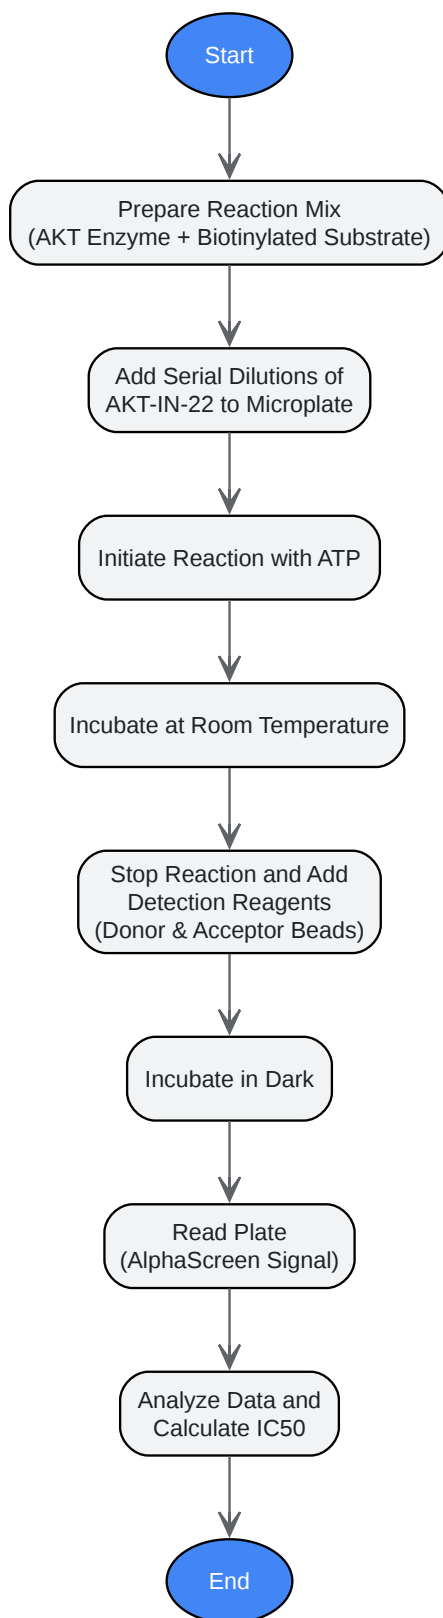 Start
Prepare Reaction Mix
(AKT Enzyme + Biotinylated Substrate)
Add Serial Dilutions of
AKT-IN-22 to Microplate
Initiate Reaction with ATP
Incubate at Room Temperature
Stop Reaction and Add
Detection Reagents
(Donor & Acceptor Beads)
Incubate in Dark
Read Plate
(AlphaScreen Signal)
Analyze Data and
Calculate IC50
End